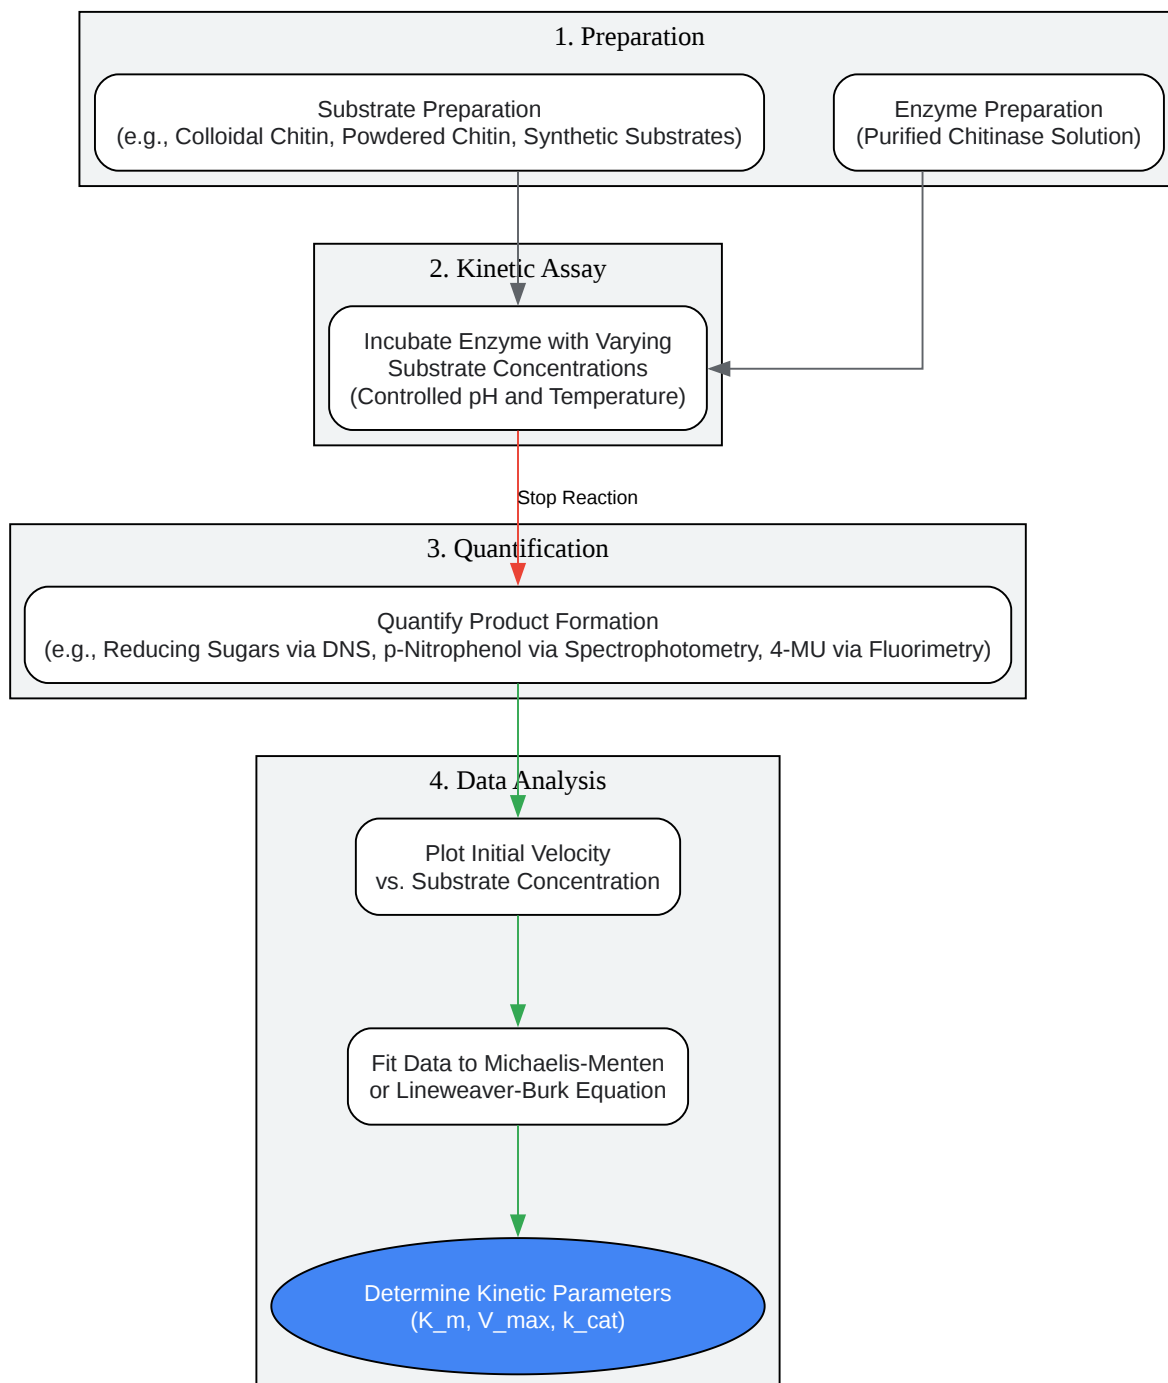 1. Preparation
Substrate Preparation
(e.g., Colloidal Chitin, Powdered Chitin, Synthetic Substrates)
Enzyme Preparation
(Purified Chitinase Solution)
2. Kinetic Assay
Incubate Enzyme with Varying
Substrate Concentrations
(Controlled pH and Temperature)
Stop Reaction
3. Quantification
Quantify Product Formation
(e.g., Reducing Sugars via DNS, p-Nitrophenol via Spectrophotometry, 4-MU via Fluorimetry)
4. Data Analysis
Plot Initial Velocity
vs. Substrate Concentration
Fit Data to Michaelis-Menten
or Lineweaver-Burk Equation
Determine Kinetic Parameters
(K_m, V_max, k_cat)